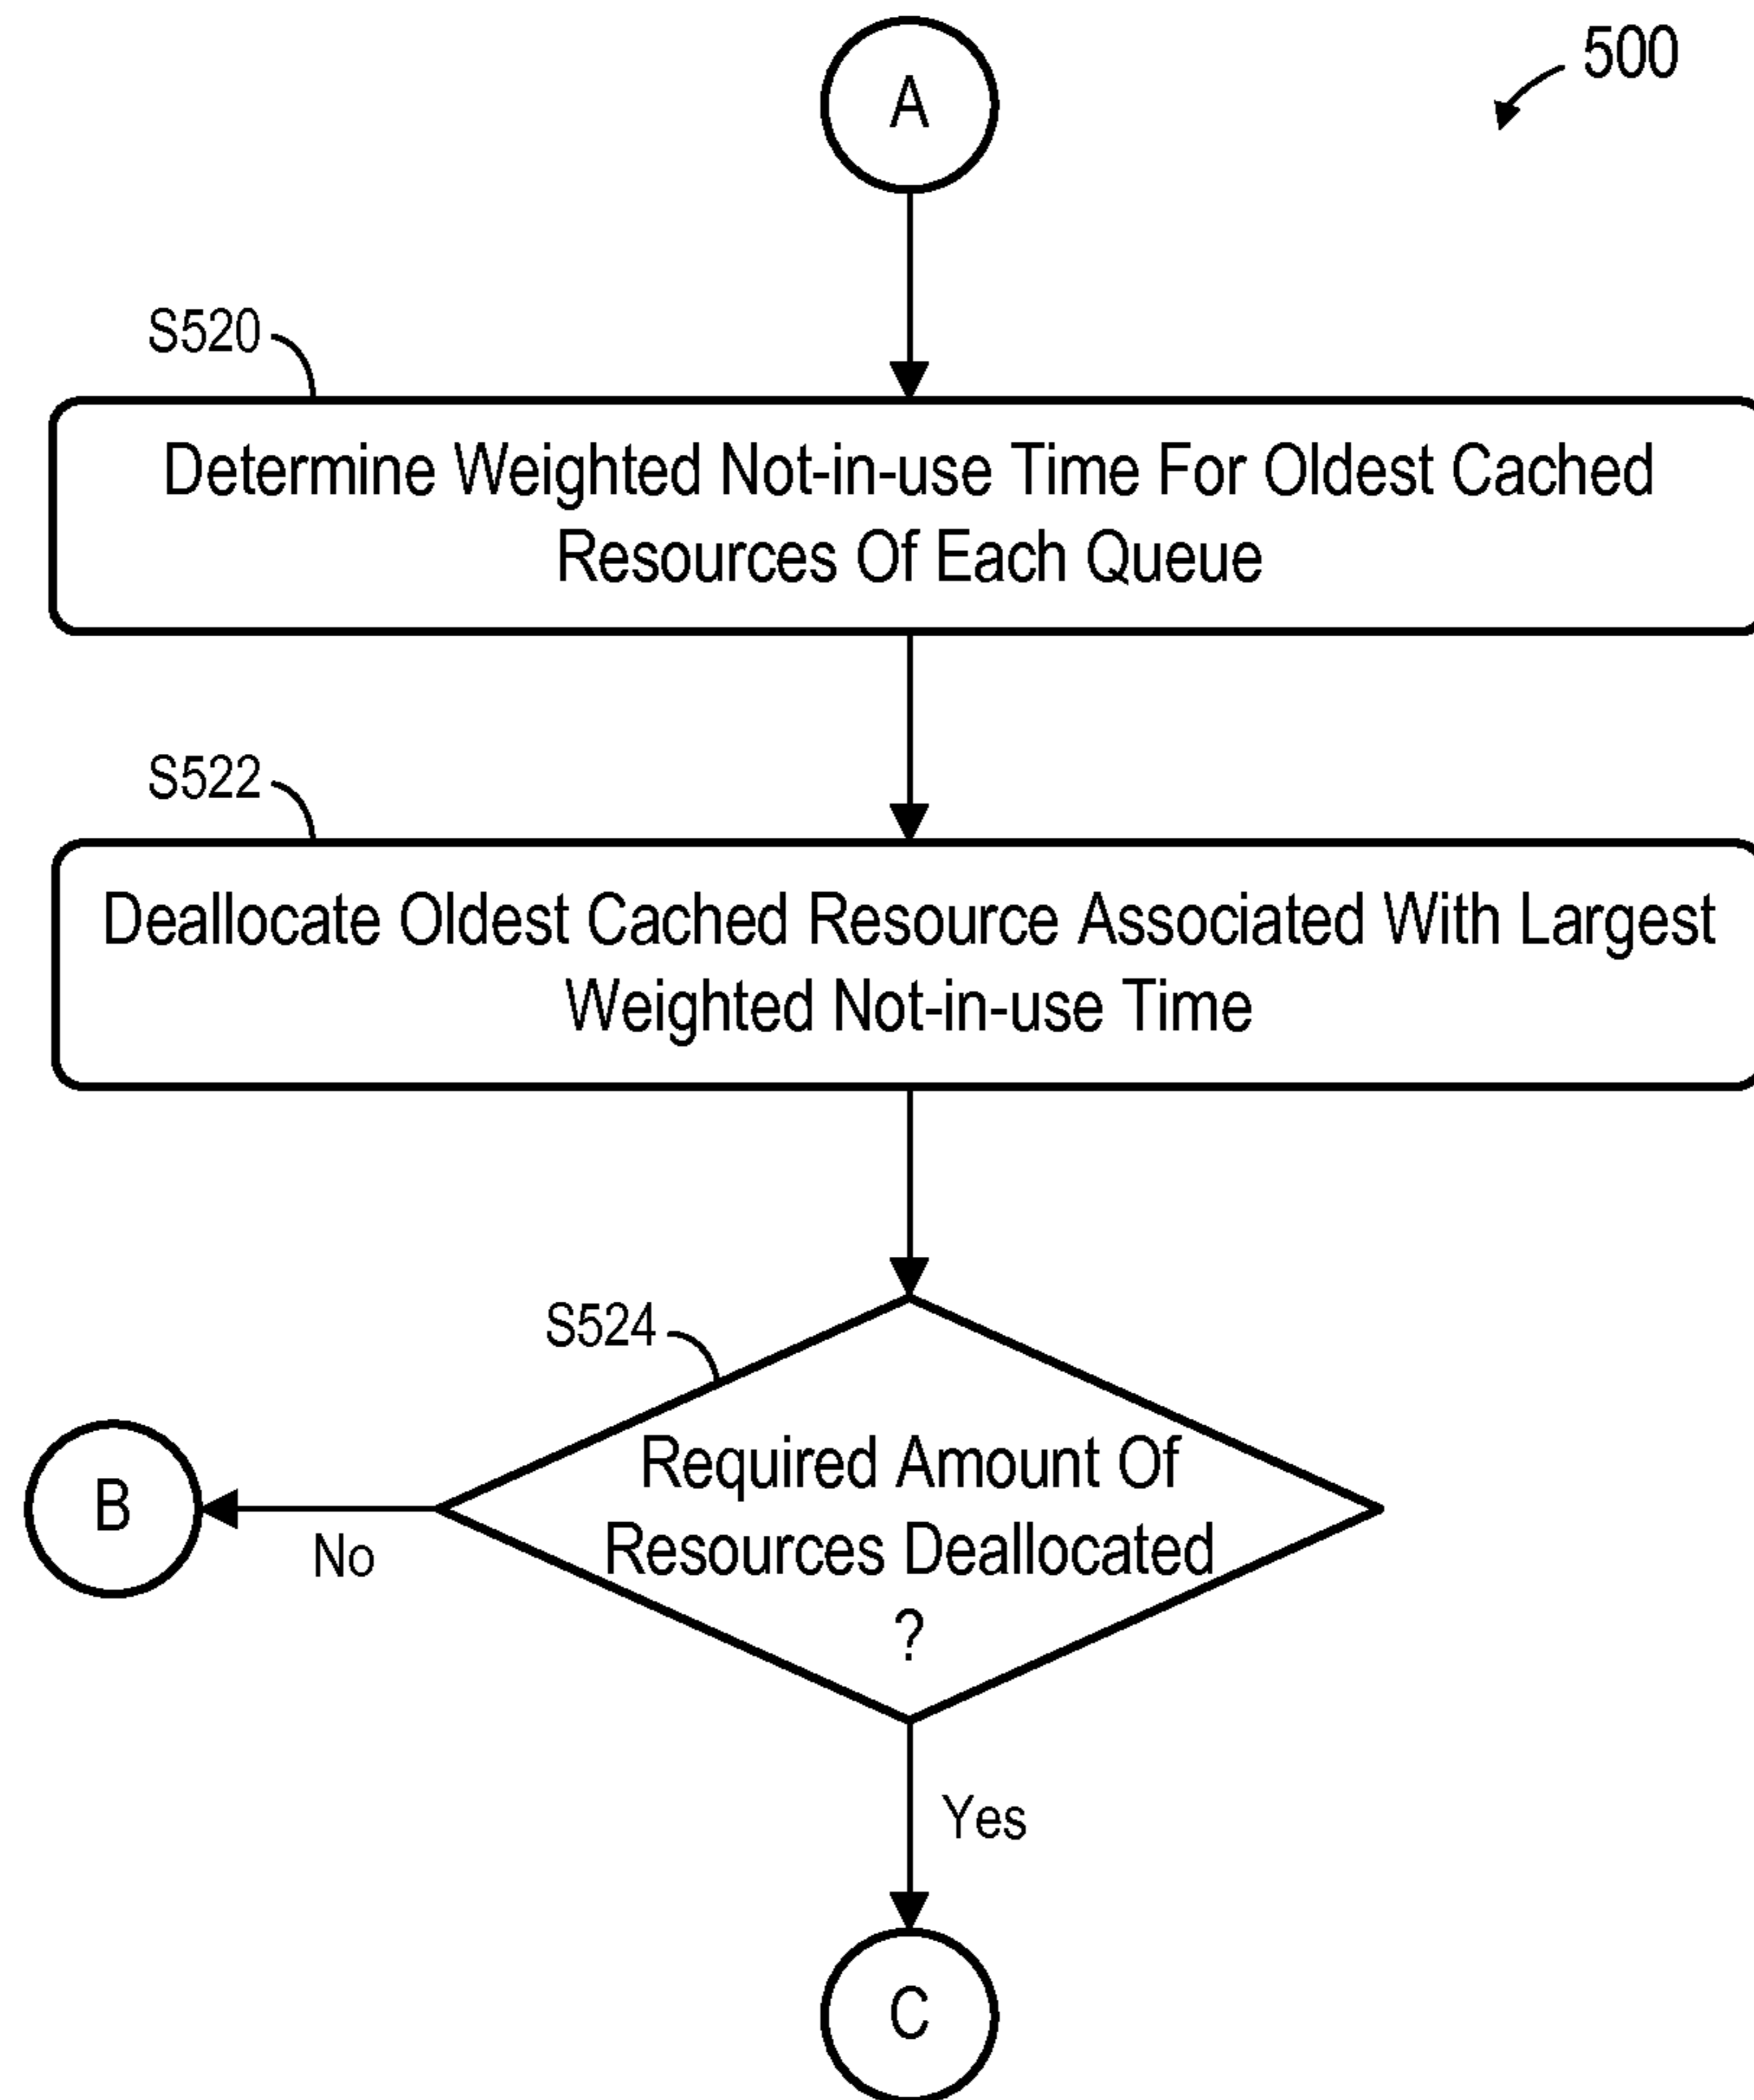 A
500
S520
Determine Weighted Not-in-use Time For Oldest Cached
Resources Of Each Queue
S522
Deallocate Oldest Cached Resource Associated With Largest
Weighted Not-in-use Time
S524
Required Amount Of
Resources Deallocated
?
B
No
Yes
C